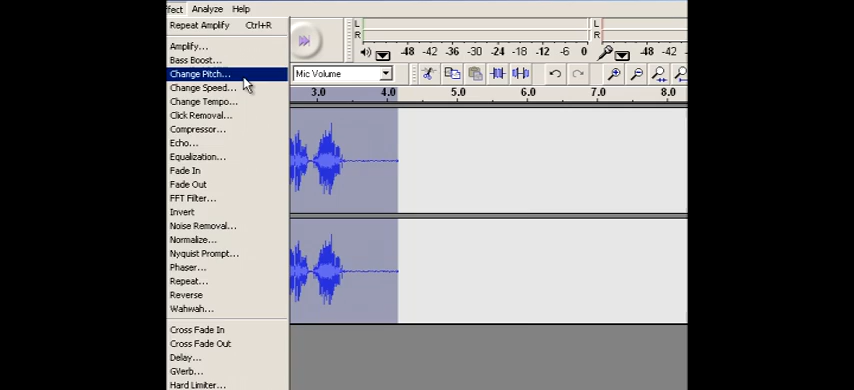 ffect Analyze Help
Repeat Amplify Ctrl+R
Amplify...
Bass Boost...
Change Pitch...
Change Speed...
Change Tempo...
Click Removal...
Compressor...
Echo...
Equalization...
Fade In
Fade Out
FFT Filter...
Invert
Noise Removal...
Normalize...
Nyquist Prompt...
Phaser...
Repeat...
Reverse
Wahwah...
Cross Fade In
Cross Fade Out
Delay...
GVerb...
Hard Limiter...
L
R
-48 -42 -36 -30 -24 -18 -12 -6 0
L
R
-48 -42 -36 -30 -24
Mic Volume
3.0 4.0 5.0 6.0 7.0 8.0